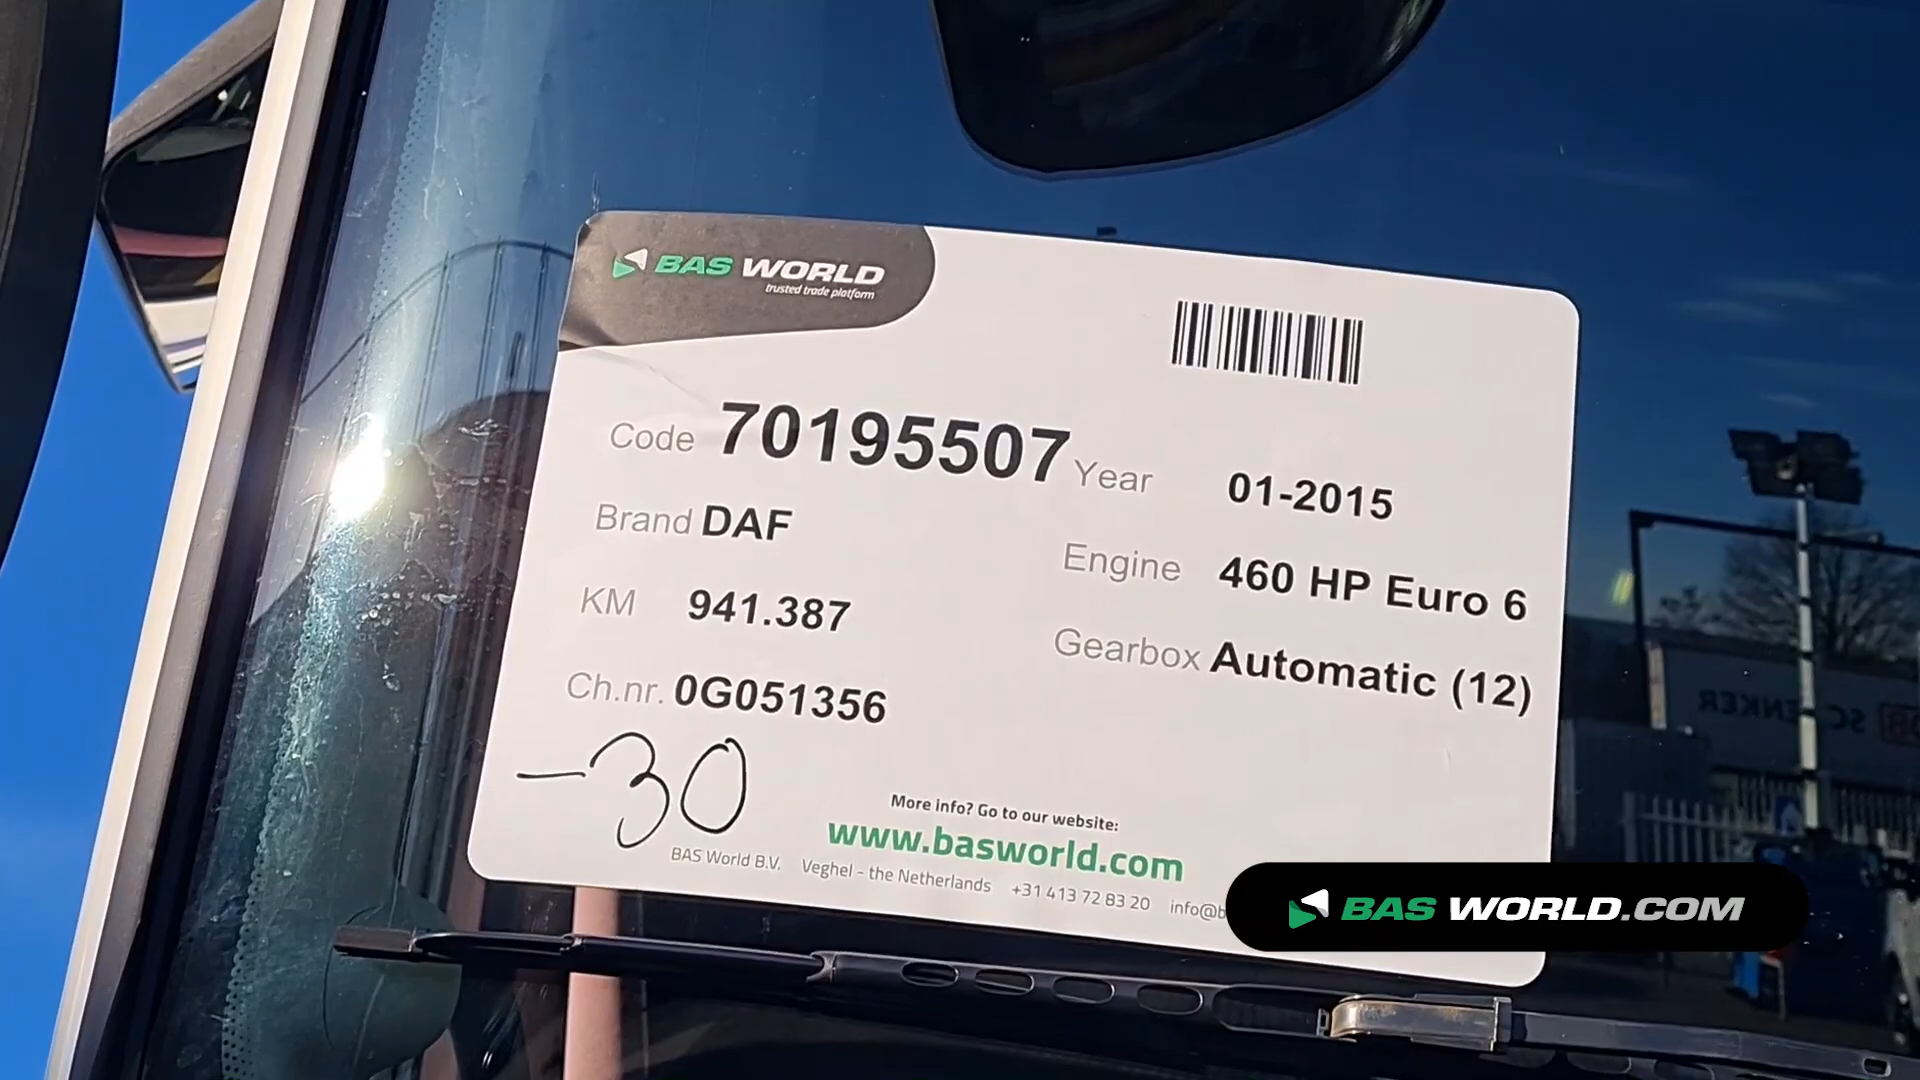 BAS WORLD
trusted trade platform
Code 70195507
Year 01-2015
Brand DAF
Engine 460 HP Euro 6
KM 941.387
Gearbox Automatic (12)
Ch.nr. 0G051356
-30
More info? Go to our website:
www.basworld.com
BAS World B.V. Veghel - the Netherlands +31 413 72 83 20 info@b
BAS WORLD.COM
SCHENKER